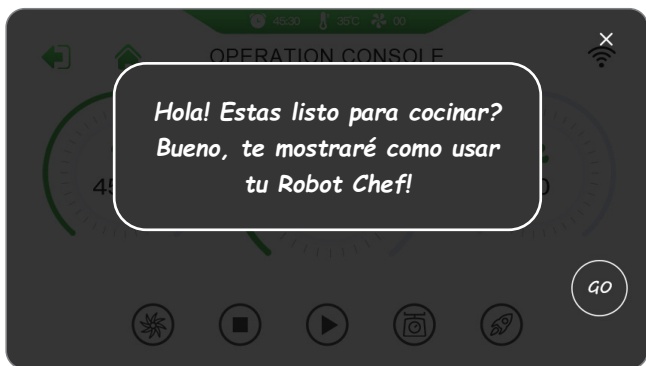 45:30 35℃ 00
OPERATION CONSOLE
Hola! Estas listo para cocinar?
Bueno, te mostraré como usar
tu Robot Chef!
GO